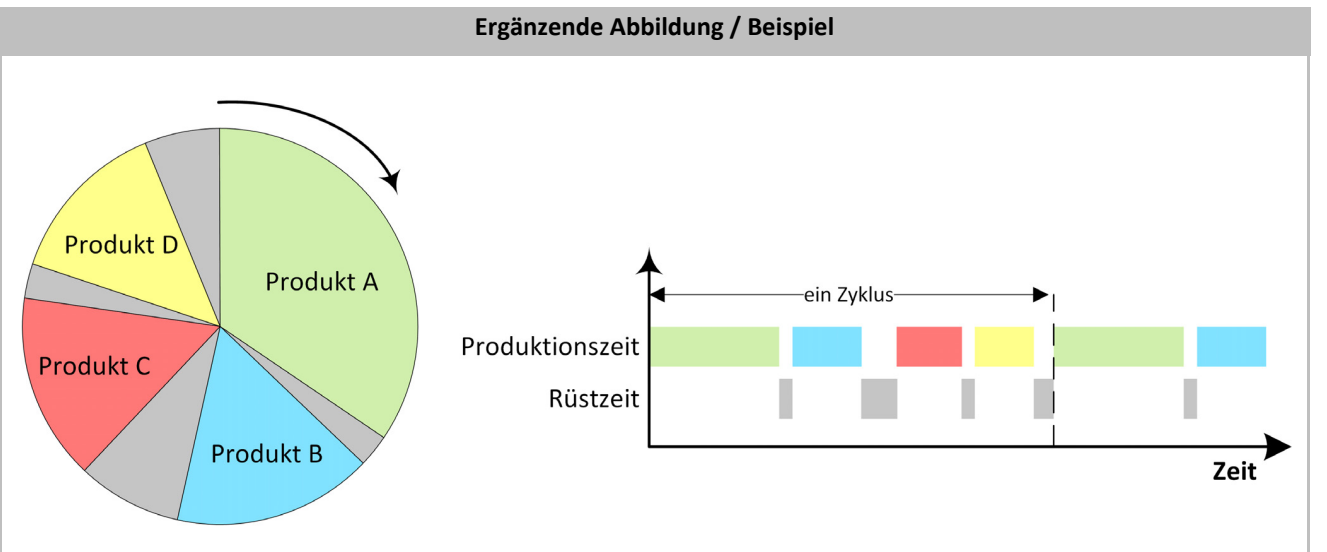 Ergänzende Abbildung / Beispiel
Produkt D
Produkt A
Produkt C
Produkt B
ein Zyklus
Produktionszeit
Rüstzeit
Zeit